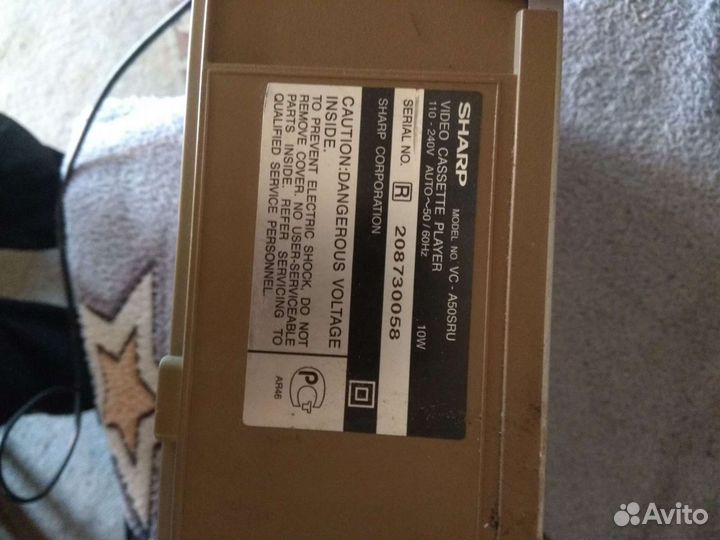 SHARP MODEL NO. VC - A50SRU
VIDEO CASSETTE PLAYER
110 - 240V AUTO ～50 / 60Hz 10W
SERIAL NO. R 208730058
SHARP CORPORATION
CAUTION:DANGEROUS VOLTAGE
INSIDE.
TO PREVENT ELECTRIC SHOCK, DO NOT
REMOVE COVER. NO USER-SERVICEABLE
PARTS INSIDE. REFER SERVICING TO
QUALIFIED SERVICE PERSONNEL.
РСТ
АЯ46
Avito